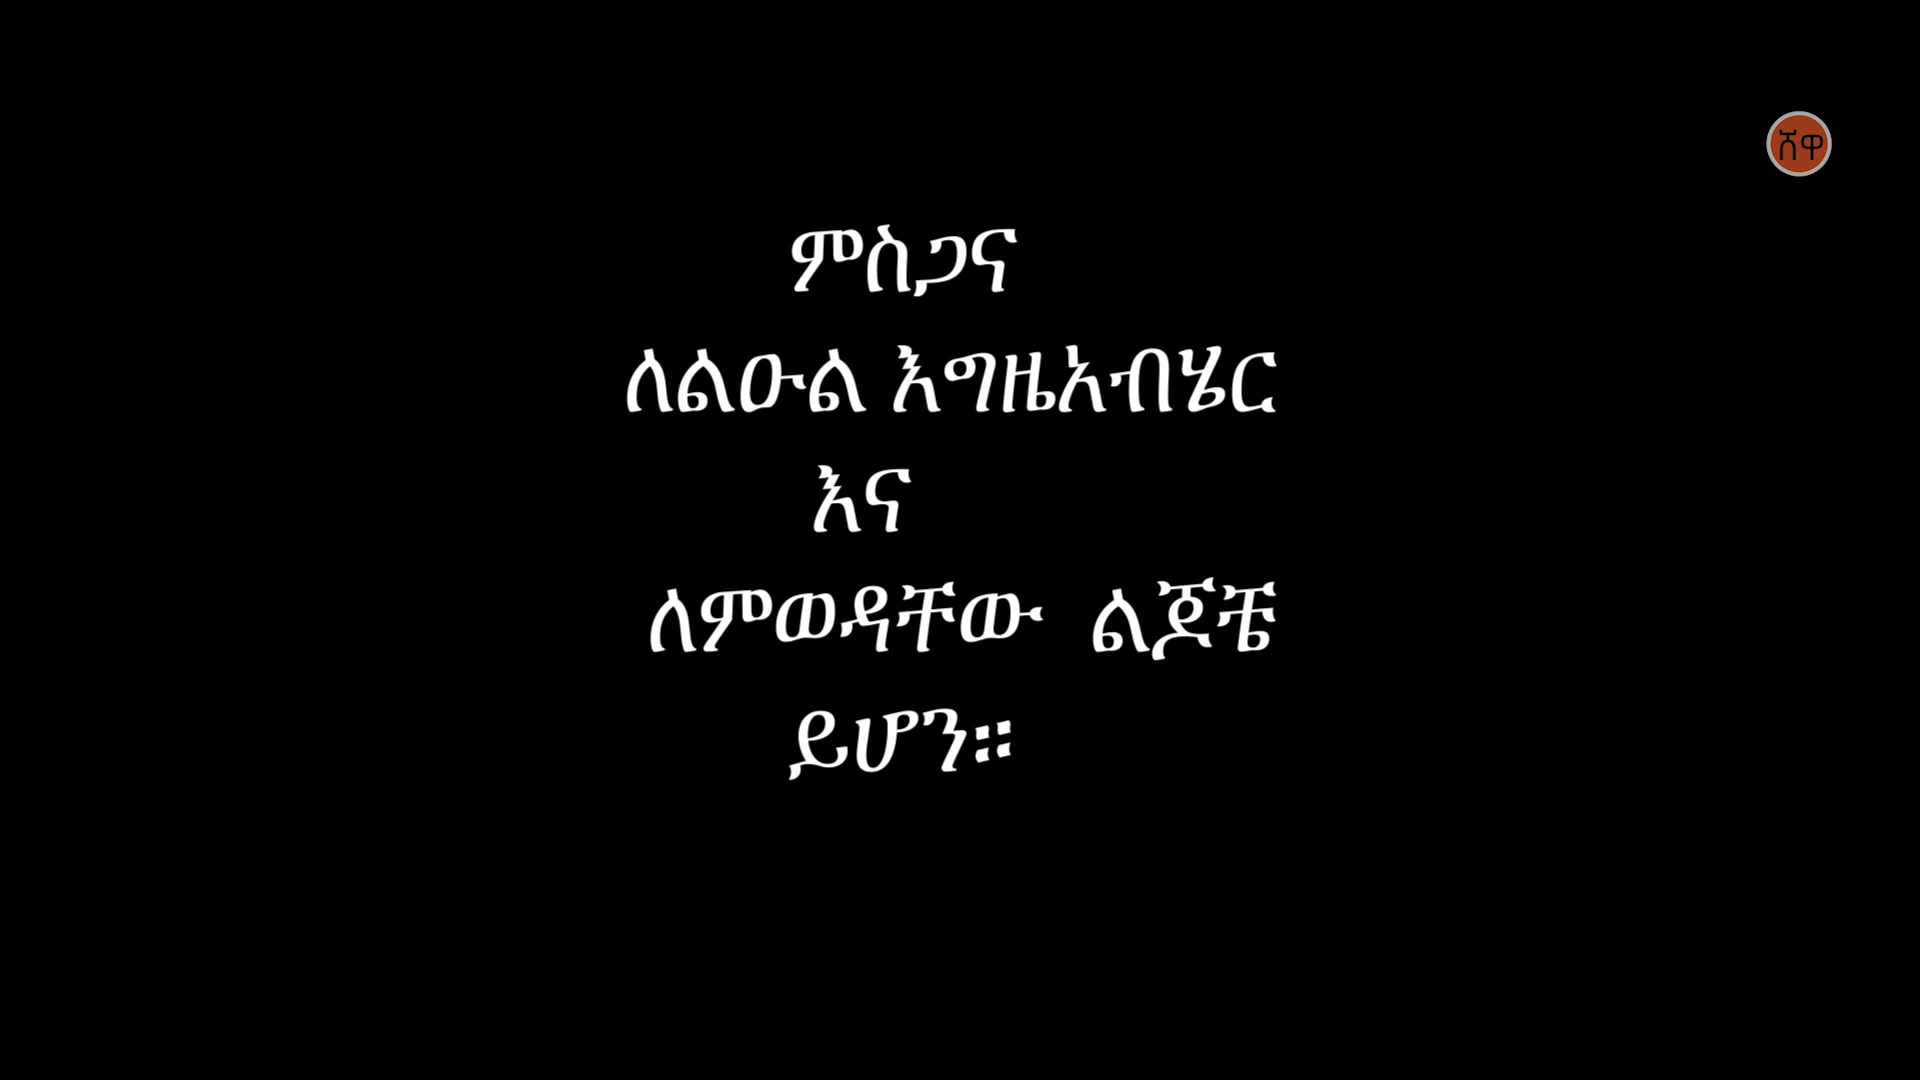 ሸዋ
ምስጋና
ለልዑል እግዜአብሄር
እና
ለምወዳቸው ልጆቼ
ይሆን።